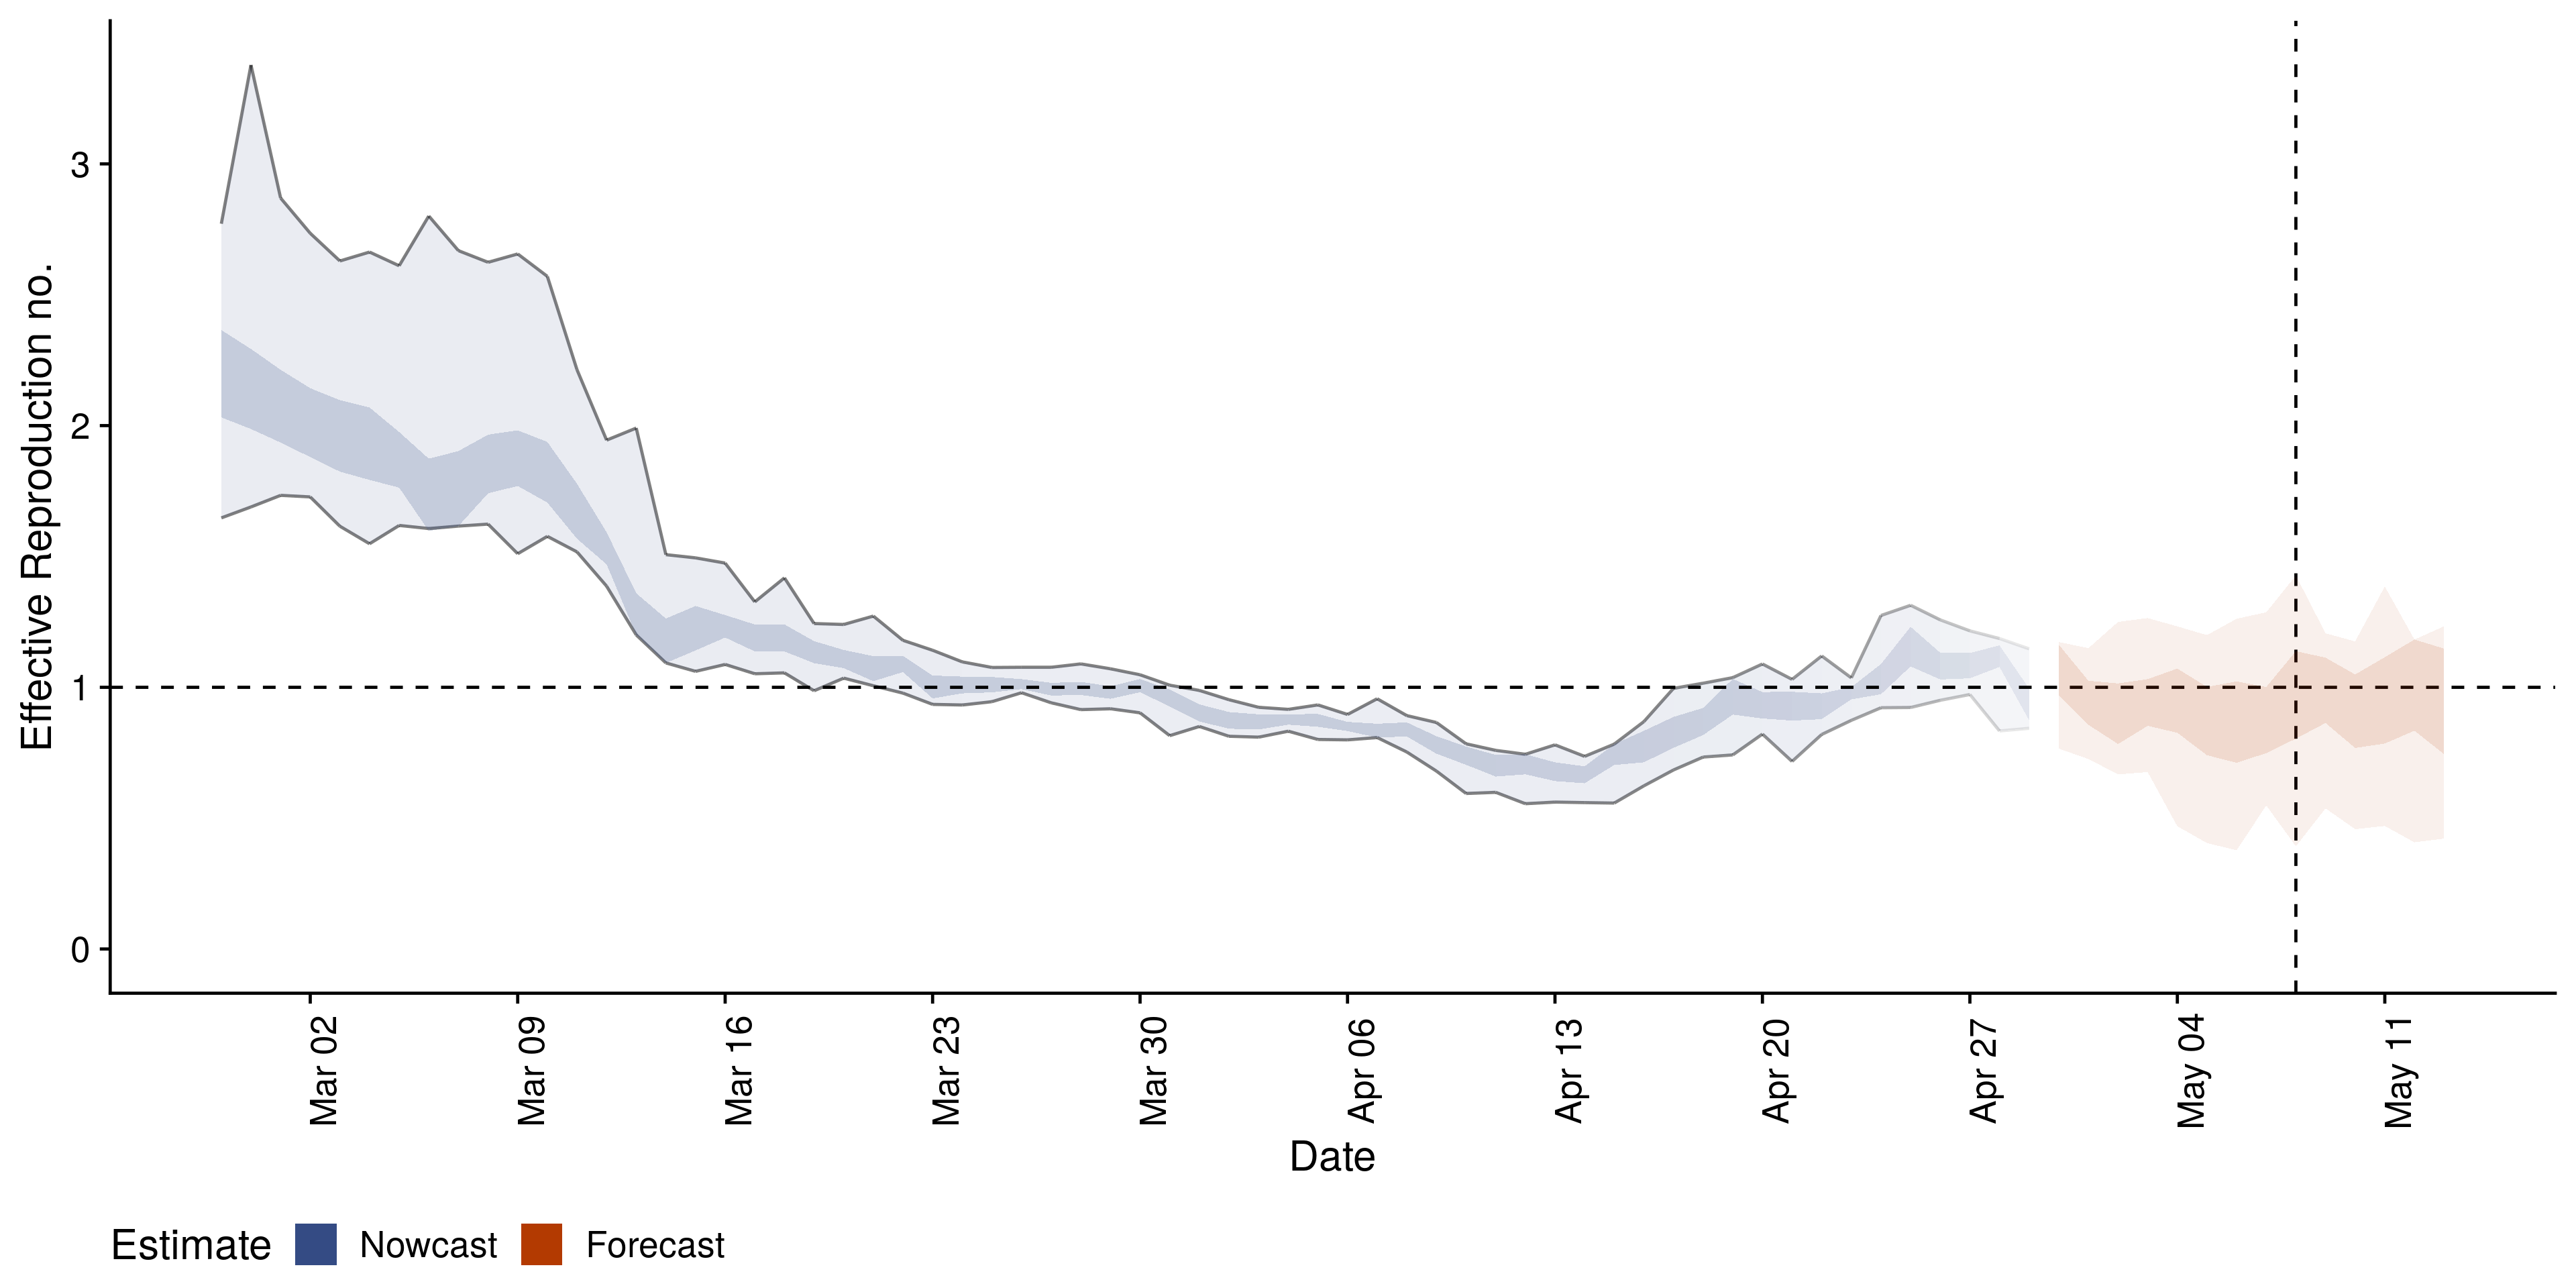 Effective Reproduction no.
3
2
1
0
Mar 02
Mar 09
Mar 16
Mar 23
Mar 30
Apr 06
Apr 13
Apr 20
Apr 27
May 04
May 11
Date
Estimate Nowcast Forecast